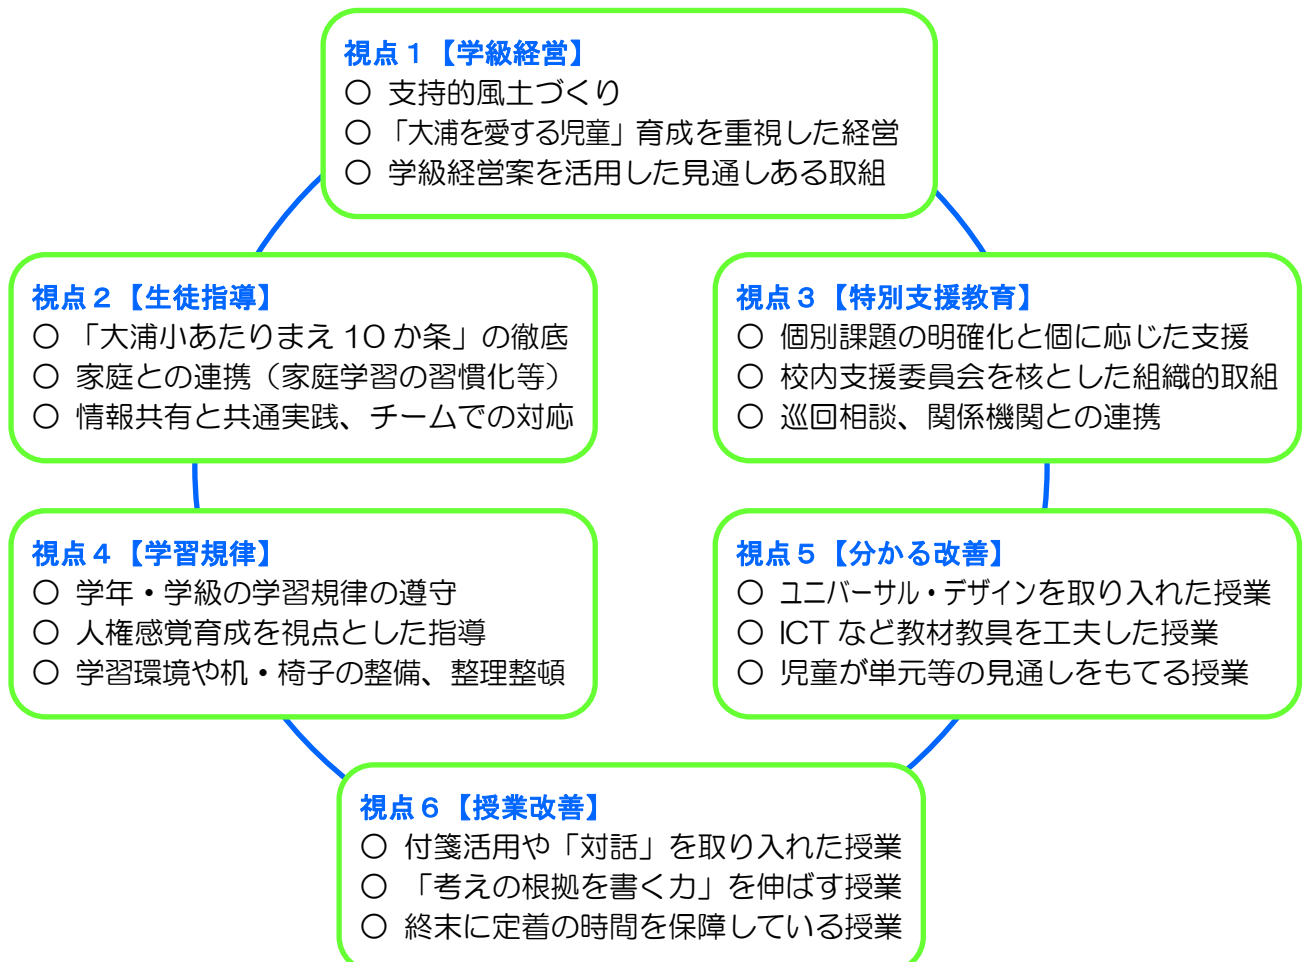 視点１【学級経営】
○ 支持的風土づくり
○ 「大浦を愛する児童」育成を重視した経営
○ 学級経営案を活用した見通しある取組
視点２【生徒指導】
○ 「大浦小あたりまえ 10 か条」の徹底
○ 家庭との連携（家庭学習の習慣化等）
○ 情報共有と共通実践、チームでの対応
視点３【特別支援教育】
○ 個別課題の明確化と個に応じた支援
○ 校内支援委員会を核とした組織的取組
○ 巡回相談、関係機関との連携
視点４【学習規律】
○ 学年・学級の学習規律の遵守
○ 人権感覚育成を視点とした指導
○ 学習環境や机・椅子の整備、整理整頓
視点５【分かる改善】
○ ユニバーサル・デザインを取り入れた授業
○ ICT など教材教具を工夫した授業
○ 児童が単元等の見通しをもてる授業
視点６【授業改善】
○ 付箋活用や「対話」を取り入れた授業
○ 「考えの根拠を書く力」を伸ばす授業
○ 終末に定着の時間を保障している授業